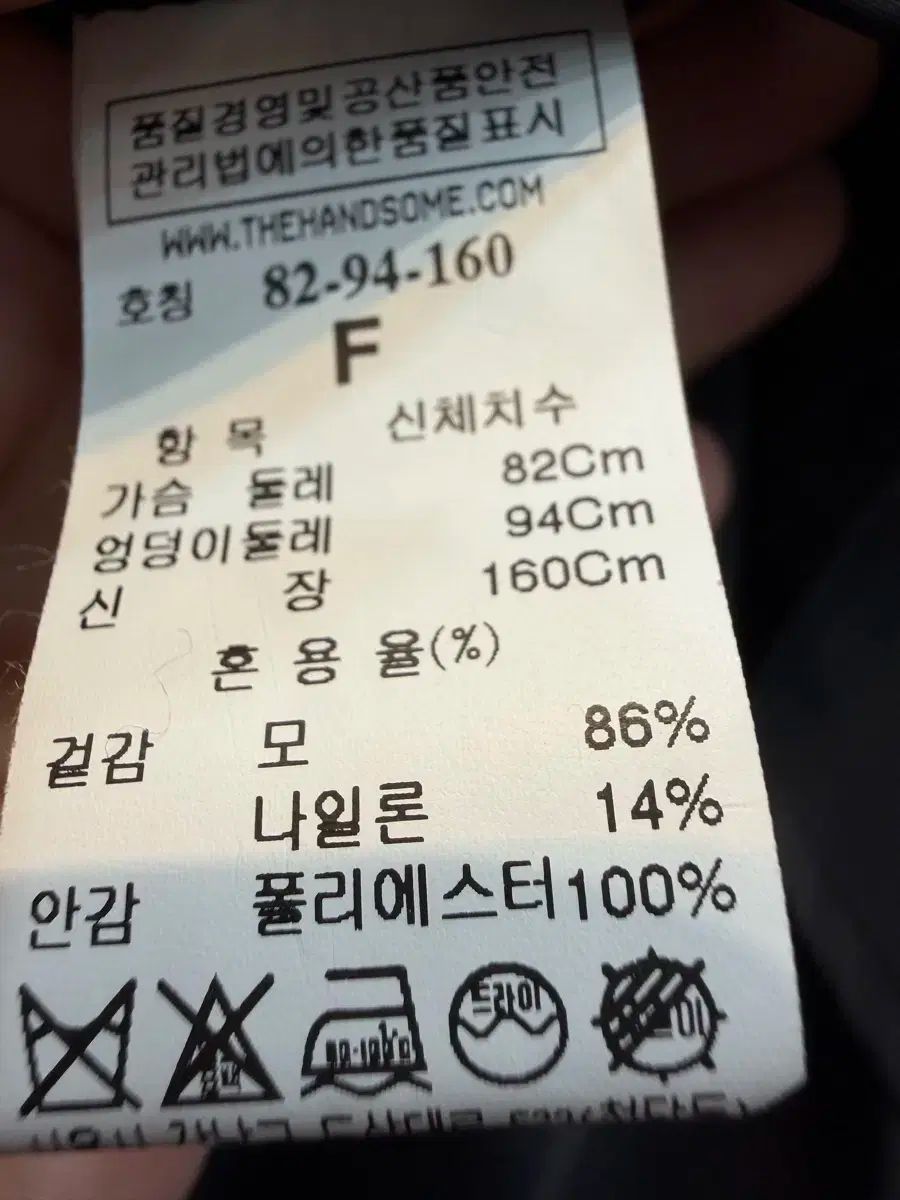 품질경영및공산품안전
관리법에의한품질표시
WWW.THEHANDSOME.COM
호칭 82-94-160
F
항 목 신체치수
가슴 둘레 82Cm
엉덩이둘레 94Cm
신 장 160Cm
혼 용 율(%)
겉감 모 86%
나일론 14%
안감 폴리에스터100%
드라이